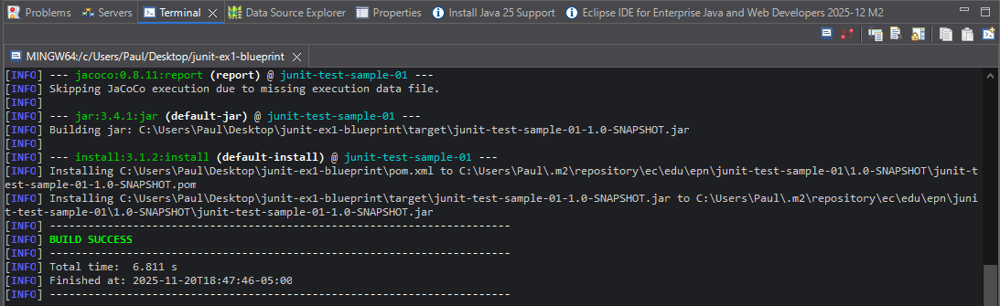 Problems Servers Terminal Data Source Explorer Properties Install Java 25 Support Eclipse IDE for Enterprise Java and Web Developers 2025-12 M2
MINGW64:/c/Users/Paul/Desktop/junit-ex1-blueprint
[INFO] --- jacoco:0.8.11:report (report) @ junit-test-sample-01 ---
[INFO] Skipping JaCoCo execution due to missing execution data file.
[INFO]
[INFO] --- jar:3.4.1:jar (default-jar) @ junit-test-sample-01 ---
[INFO] Building jar: C:\Users\Paul\Desktop\junit-ex1-blueprint\target\junit-test-sample-01-1.0-SNAPSHOT.jar
[INFO]
[INFO] --- install:3.1.2:install (default-install) @ junit-test-sample-01 ---
[INFO] Installing C:\Users\Paul\Desktop\junit-ex1-blueprint\pom.xml to C:\Users\Paul\.m2\repository\ec\edu\epn\junit-test-sample-01\1.0-SNAPSHOT\junit-t
est-sample-01-1.0-SNAPSHOT.pom
[INFO] Installing C:\Users\Paul\Desktop\junit-ex1-blueprint\target\junit-test-sample-01-1.0-SNAPSHOT.jar to C:\Users\Paul\.m2\repository\ec\edu\epn\juni
t-test-sample-01\1.0-SNAPSHOT\junit-test-sample-01-1.0-SNAPSHOT.jar
[INFO] ------------------------------------------------------------------------
[INFO] BUILD SUCCESS
[INFO] ------------------------------------------------------------------------
[INFO] Total time:  6.811 s
[INFO] Finished at: 2025-11-20T18:47:46-05:00
[INFO] ------------------------------------------------------------------------